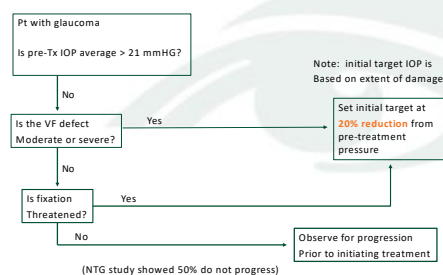 Pt with glaucoma
Is pre-Tx IOP average > 21 mmHG?
Note: initial target IOP is
Based on extent of damage
No
Is the VF defect
Moderate or severe?
Yes
Set initial target at
20% reduction from
pre-treatment
pressure
No
Is fixation
Threatened?
Yes
No
Observe for progression
Prior to initiating treatment
(NTG study showed 50% do not progress)